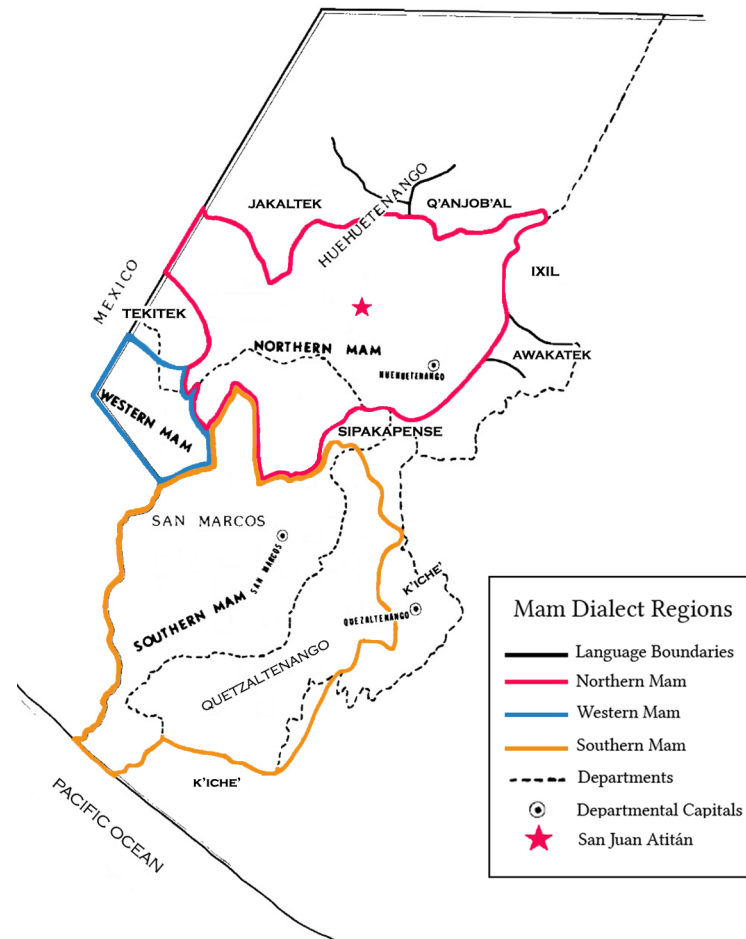 JAKALTEK
HUEHUETENANGO
Q'ANJOB'AL
IXIL
MEXICO
TEKITEK
NORTHERN MAM
HUEHUETENANGO
AWAKATEK
WESTERN MAM
SIPAKAPENSE
SAN MARCOS
SAN MARCOS
SOUTHERN MAM
K'ICHE'
QUEZALTENANGO
QUETZALTENANGO
K'ICHE'
PACIFIC OCEAN
Mam Dialect Regions
Language Boundaries
Northern Mam
Western Mam
Southern Mam
Departments
Departmental Capitals
San Juan Atitán